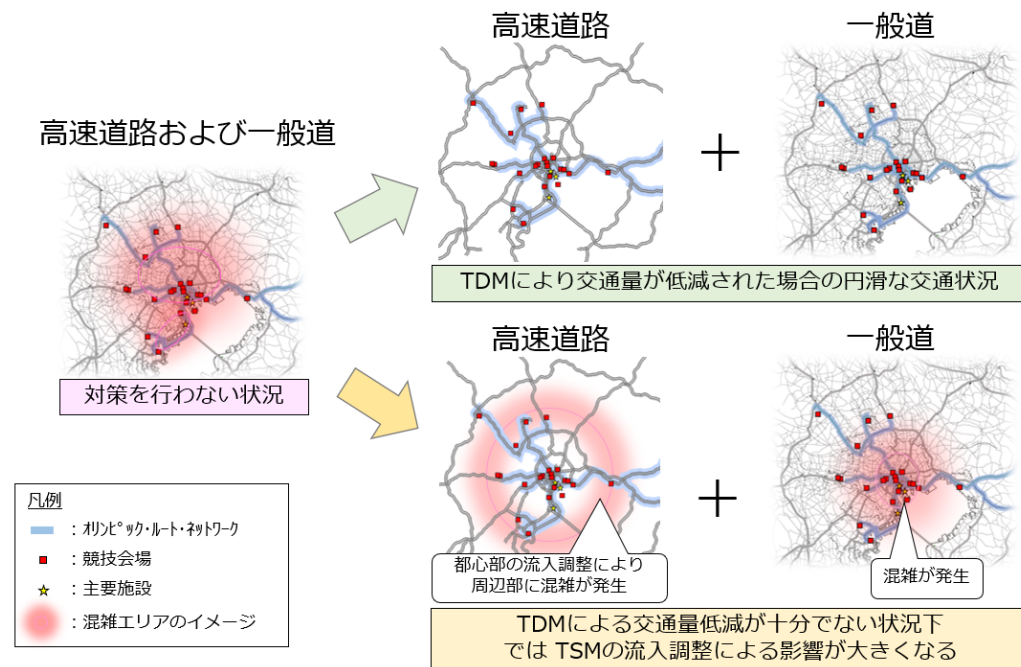 高速道路
一般道
高速道路および一般道
＋
TDMにより交通量が低減された場合の円滑な交通状況
対策を行わない状況
高速道路
一般道
＋
都心部の流入調整により
周辺部に混雑が発生
混雑が発生
TDMによる交通量低減が十分でない状況下
では TSMの流入調整による影響が大きくなる
凡例
：ｵﾘﾝﾋﾟｯｸ・ﾙｰﾄ・ﾈｯﾄﾜｰｸ
：競技会場
：主要施設
：混雑エリアのイメージ